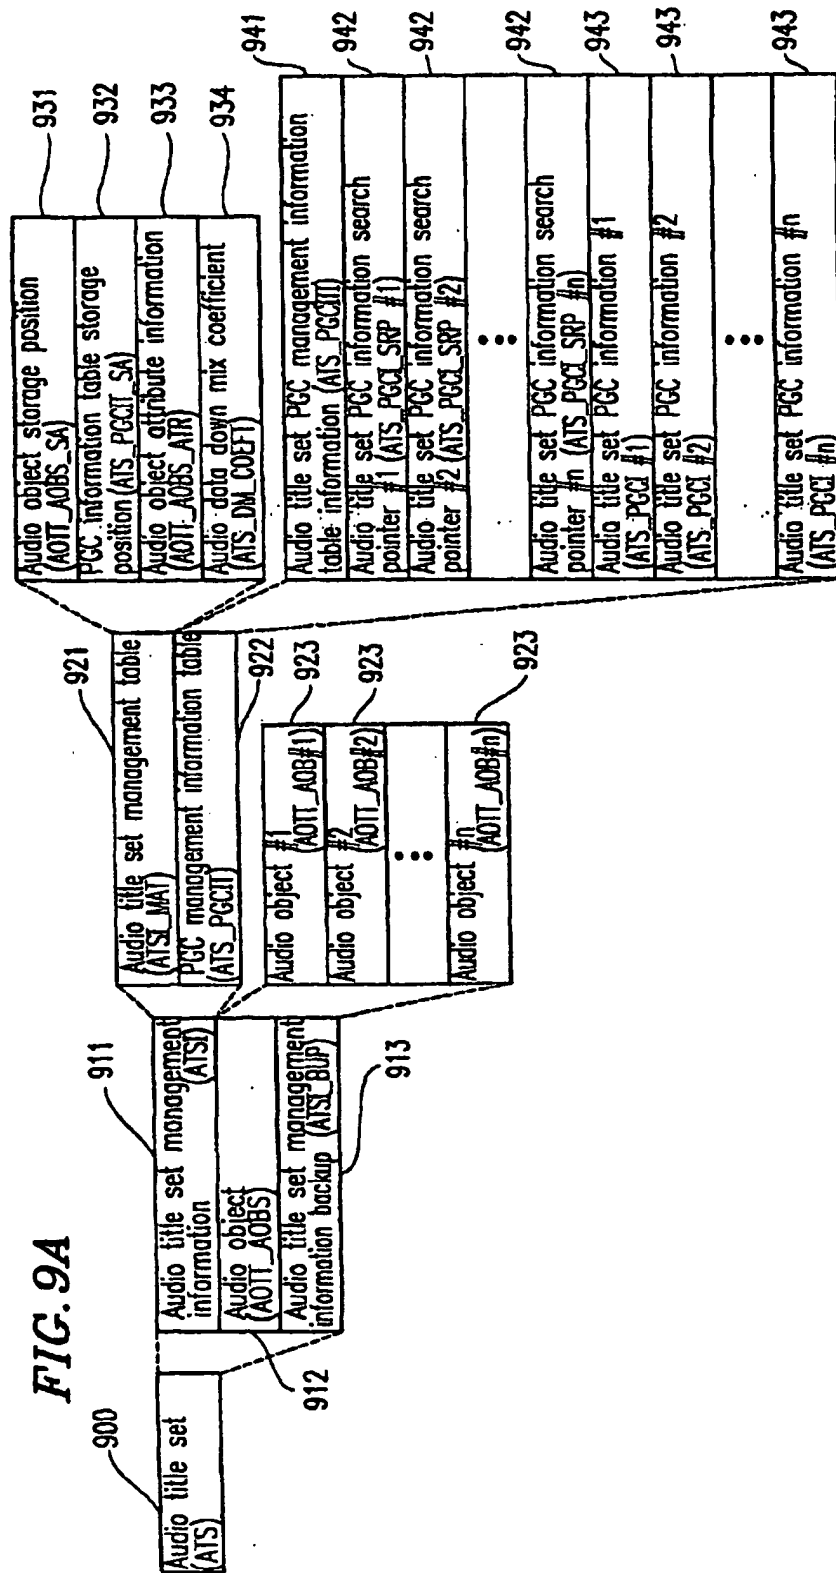 FIG. 9A
900
Audio title set
(ATS)
911
Audio title set management
information (ATSI)
Audio object
(AOTT_AOBS)
Audio title set management
information backup (ATSI_BUP)
912
913
921
Audio title set management table
(ATSI_MAT)
PGC management information table
(ATS_PGCIT)
922
Audio object #1
(AOTT_AOB#1)
923
Audio object #2
(AOTT_AOB#2)
923
•••
Audio object #n
(AOTT_AOB#n)
923
Audio object storage position
(AOTT_AOBS_SA)
931
PGC information table storage
position (ATS_PGCIT_SA)
932
Audio object attribute information
(AOTT_AOBS_ATR)
933
Audio data down mix coefficient
(ATS_DM_COEFT)
934
Audio title set PGC management information
table information (ATS_PGCITI)
941
Audio title set PGC information search
pointer #1 (ATS_PGCI_SRP #1)
942
Audio title set PGC information search
pointer #2 (ATS_PGCI_SRP #2)
942
•••
Audio title set PGC information search
pointer #n (ATS_PGCI_SRP #n)
942
Audio title set PGC information #1
(ATS_PGCI #1)
943
Audio title set PGC information #2
(ATS_PGCI #2)
943
•••
Audio title set PGC information #n
(ATS_PGCI #n)
943